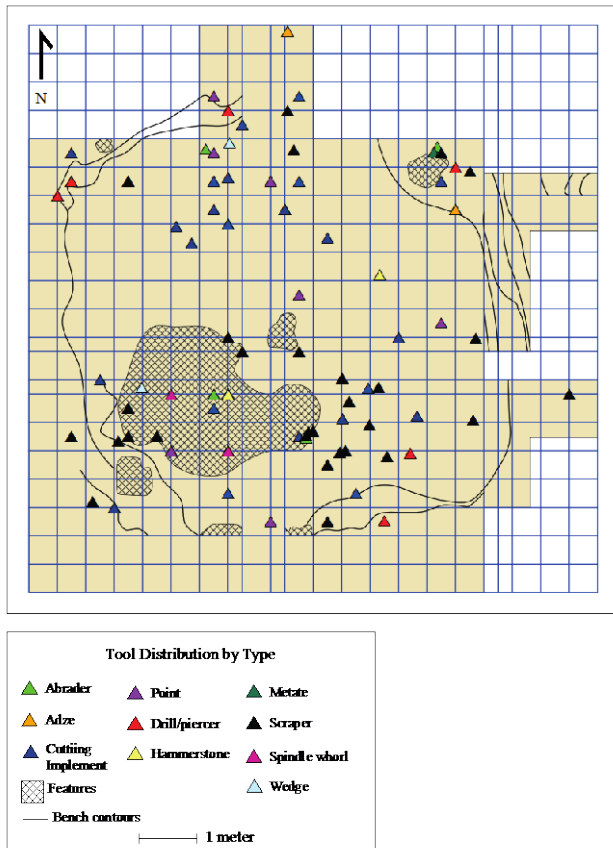 N
Tool Distribution by Type
Abrader
Point
Metate
Adze
Drill/piercer
Scraper
Cuttiing
Implement
Hammerstone
Spindle whorl
Features
Wedge
Bench contours
1 meter